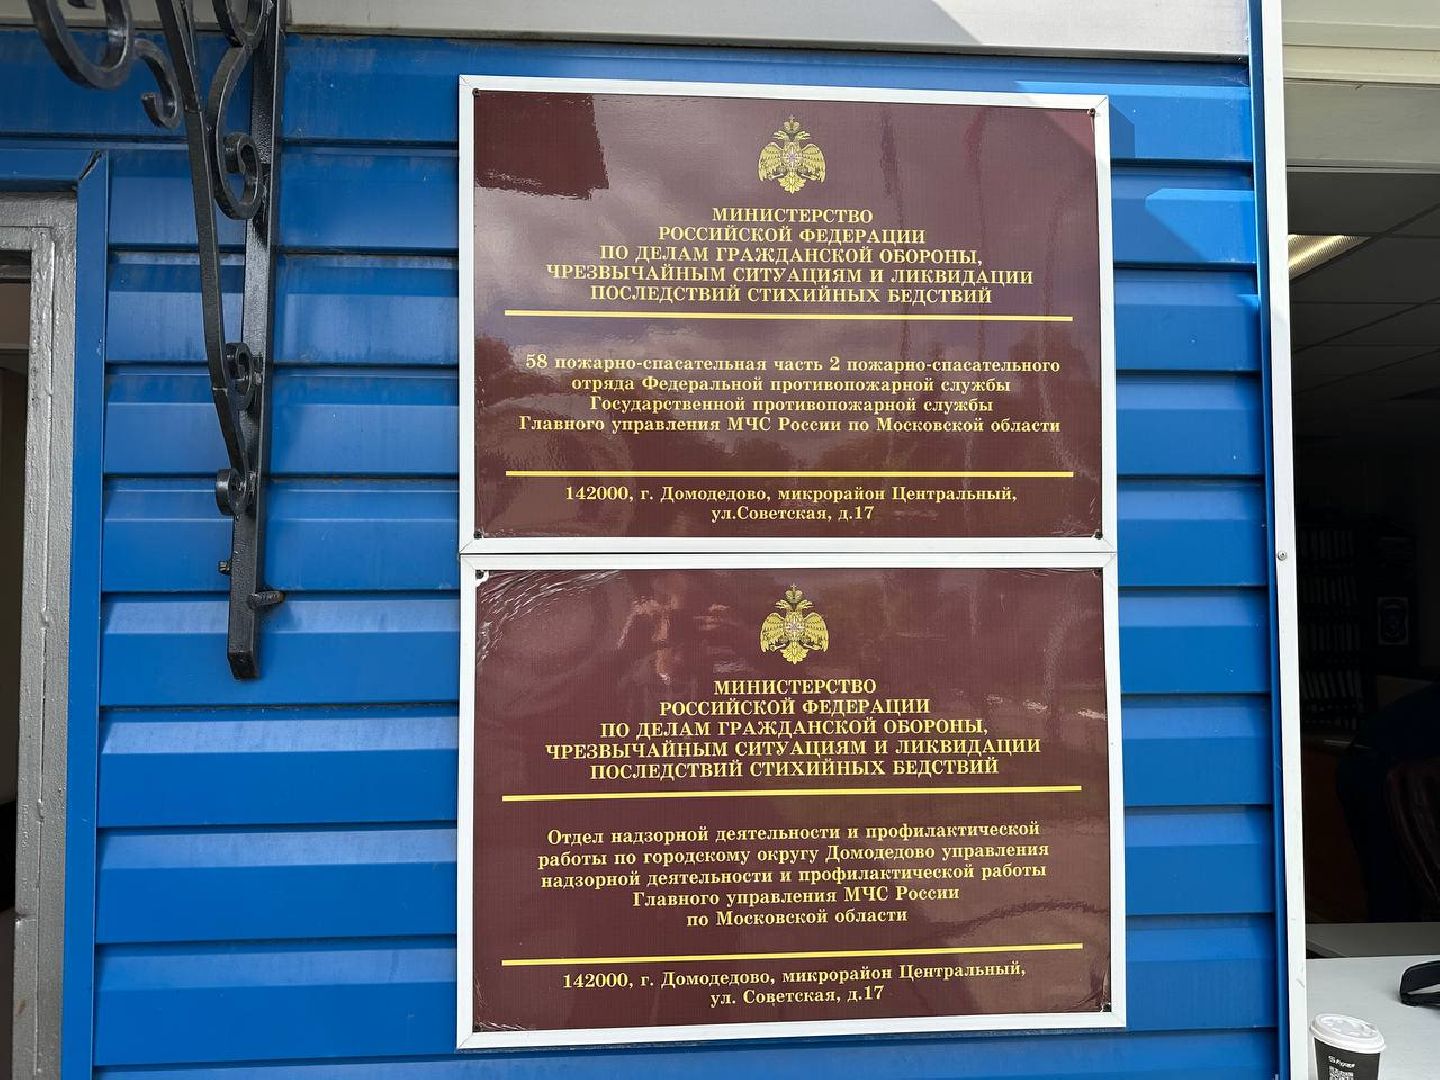 МИНИСТЕРСТВО
РОССИЙСКОЙ ФЕДЕРАЦИИ
ПО ДЕЛАМ ГРАЖДАНСКОЙ ОБОРОНЫ,
ЧРЕЗВЫЧАЙНЫМ СИТУАЦИЯМ И ЛИКВИДАЦИИ
ПОСЛЕДСТВИЙ СТИХИЙНЫХ БЕДСТВИЙ
58 пожарно-спасательная часть 2 пожарно-спасательного
отряда Федеральной противопожарной службы
Государственной противопожарной службы
Главного управления МЧС России по Московской области
142000, г. Домодедово, микрорайон Центральный,
ул.Советская, д.17
МИНИСТЕРСТВО
РОССИЙСКОЙ ФЕДЕРАЦИИ
ПО ДЕЛАМ ГРАЖДАНСКОЙ ОБОРОНЫ,
ЧРЕЗВЫЧАЙНЫМ СИТУАЦИЯМ И ЛИКВИДАЦИИ
ПОСЛЕДСТВИЙ СТИХИЙНЫХ БЕДСТВИЙ
Отдел надзорной деятельности и профилактической
работы по городскому округу Домодедово управления
надзорной деятельности и профилактической работы
Главного управления МЧС России
по Московской области
142000, г. Домодедово, микрорайон Центральный,
ул. Советская, д.17